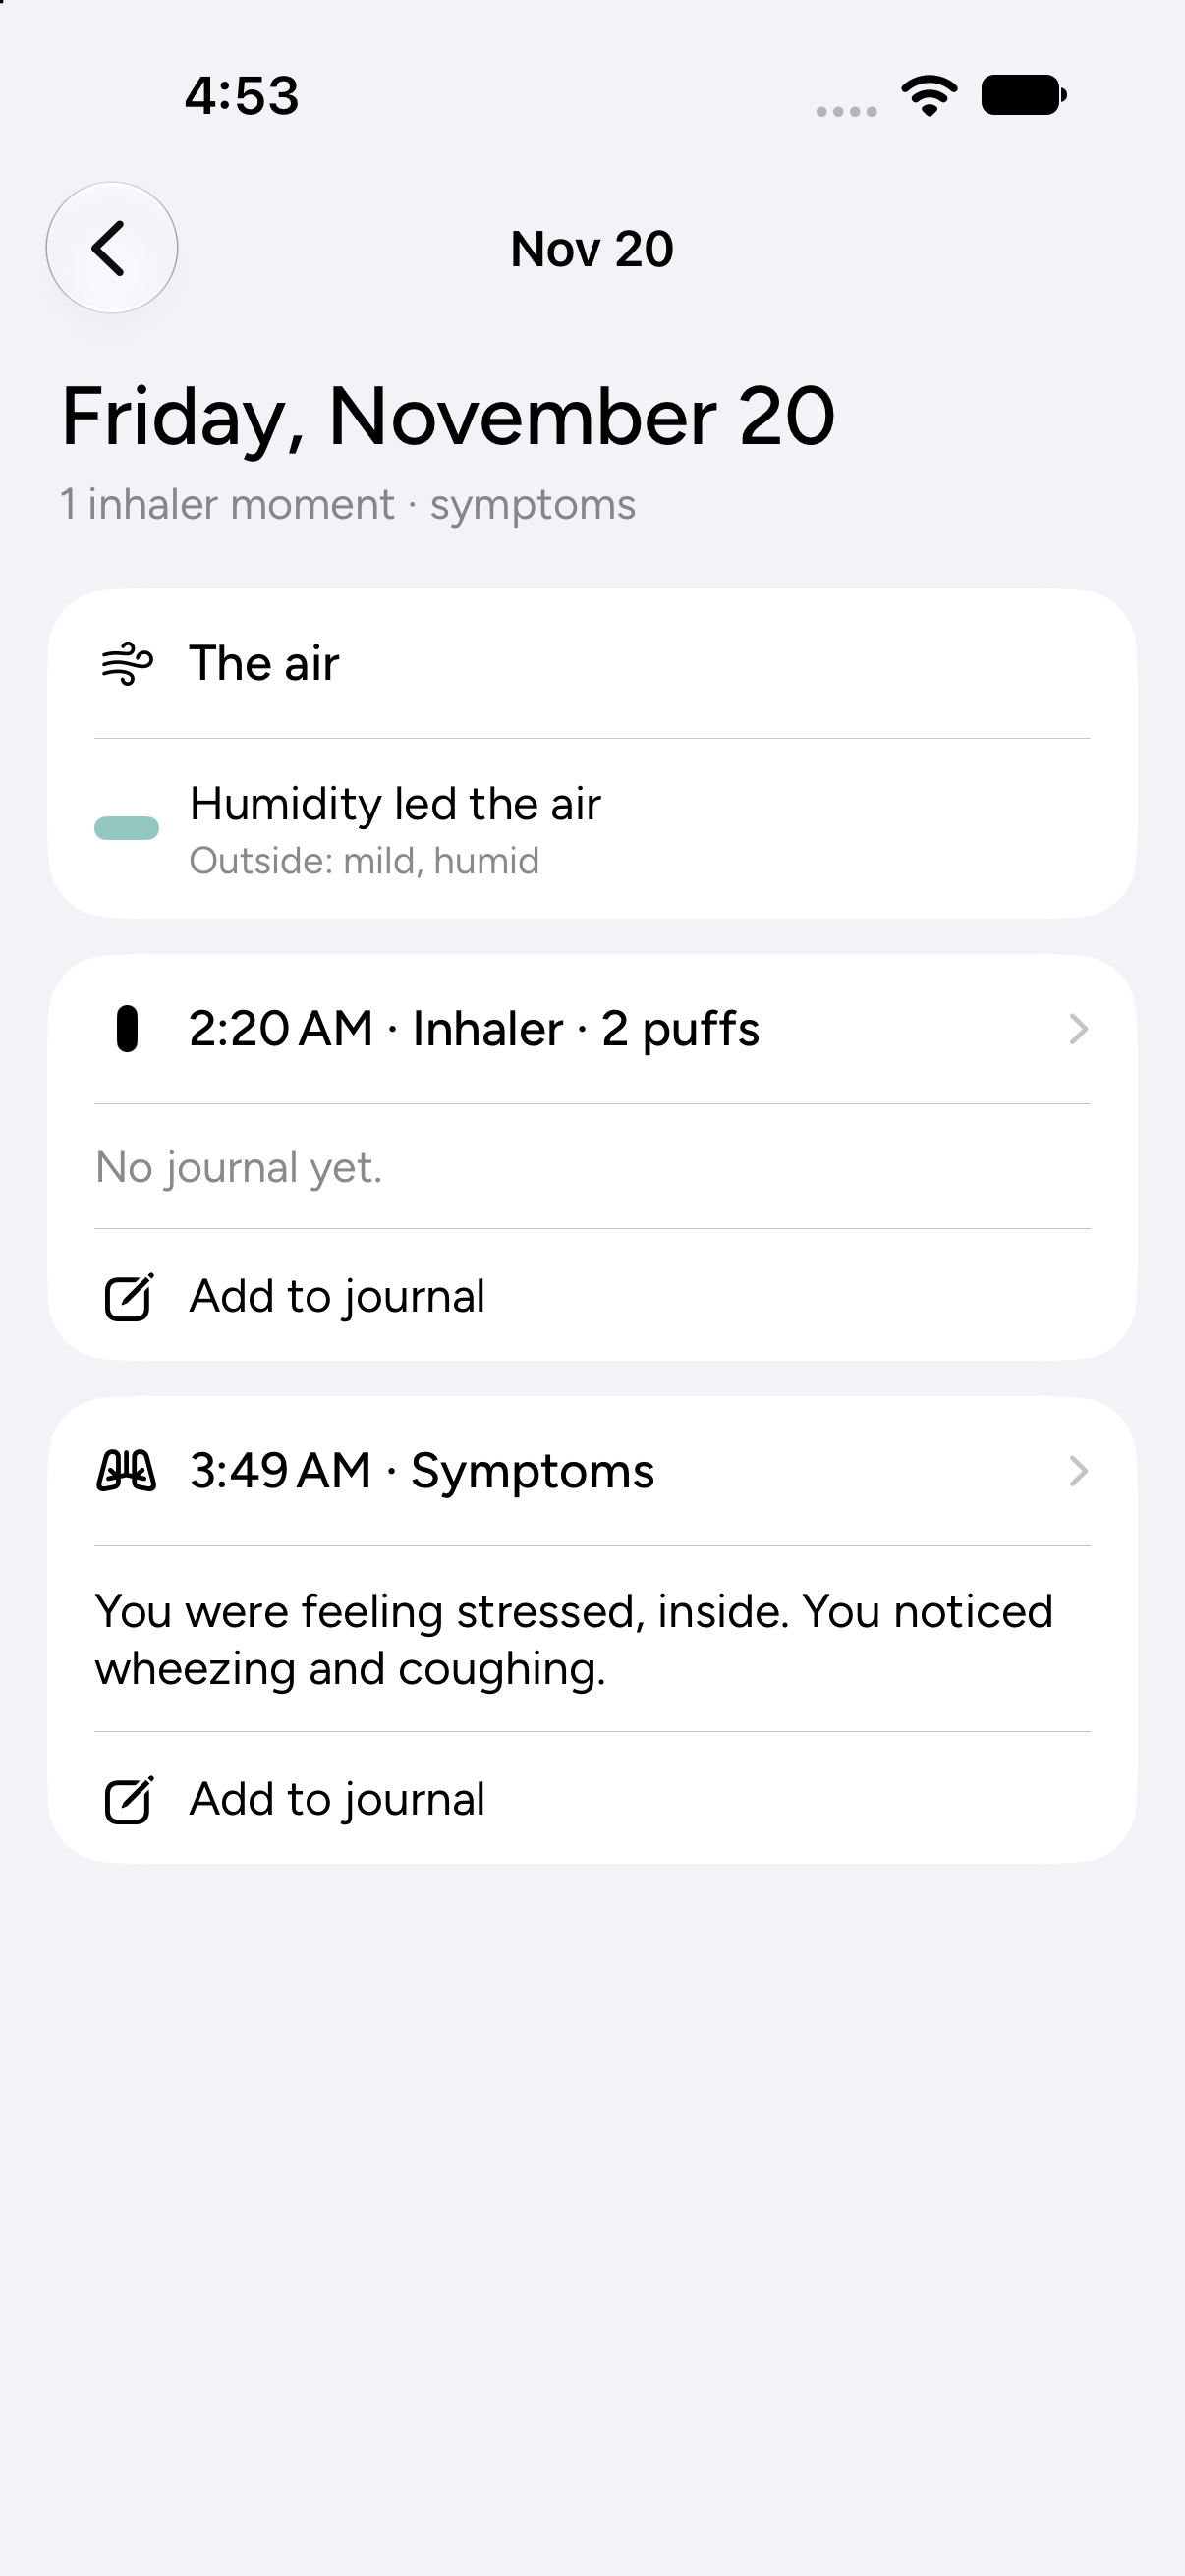 4:53
Nov 20
Friday, November 20
1 inhaler moment · symptoms
The air
Humidity led the air
Outside: mild, humid
2:20 AM · Inhaler · 2 puffs
No journal yet.
Add to journal
3:49 AM · Symptoms
You were feeling stressed, inside. You noticed
wheezing and coughing.
Add to journal